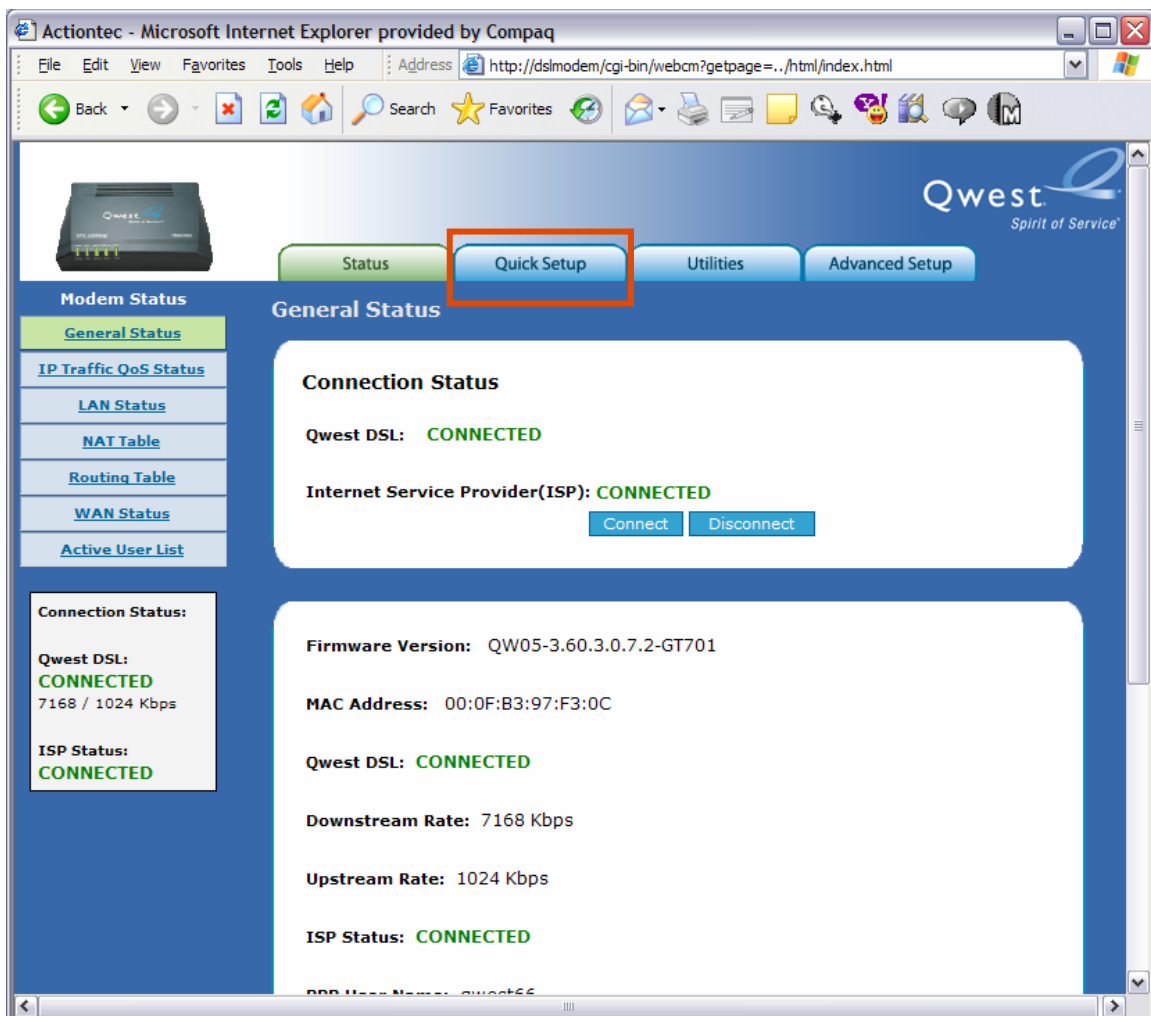 Actiontec - Microsoft Internet Explorer provided by Compaq
File Edit View Favorites Tools Help Address http://dslmodem/cgi-bin/webcm?getpage=../html/index.html
Back Search Favorites
Qwest
Qwest
Spirit of Service
Status Quick Setup Utilities Advanced Setup
Modem Status
General Status
IP Traffic QoS Status
LAN Status
NAT Table
Routing Table
WAN Status
Active User List
Connection Status:
Qwest DSL:
CONNECTED
7168 / 1024 Kbps
ISP Status:
CONNECTED
General Status
Connection Status
Qwest DSL: CONNECTED
Internet Service Provider(ISP): CONNECTED
Connect Disconnect
Firmware Version: QW05-3.60.3.0.7.2-GT701
MAC Address: 00:0F:B3:97:F3:0C
Qwest DSL: CONNECTED
Downstream Rate: 7168 Kbps
Upstream Rate: 1024 Kbps
ISP Status: CONNECTED
PPP User Name: qwest66